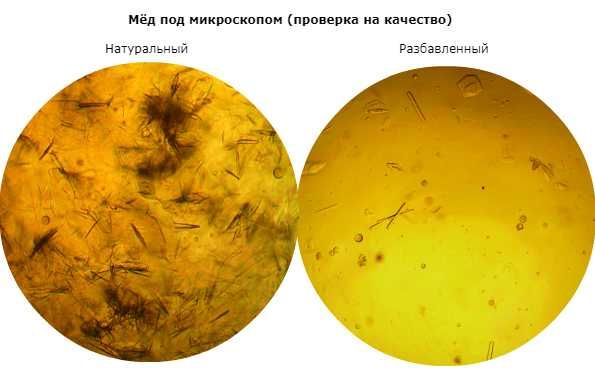 Мёд под микроскопом (проверка на качество)
Натуральный
Разбавленный